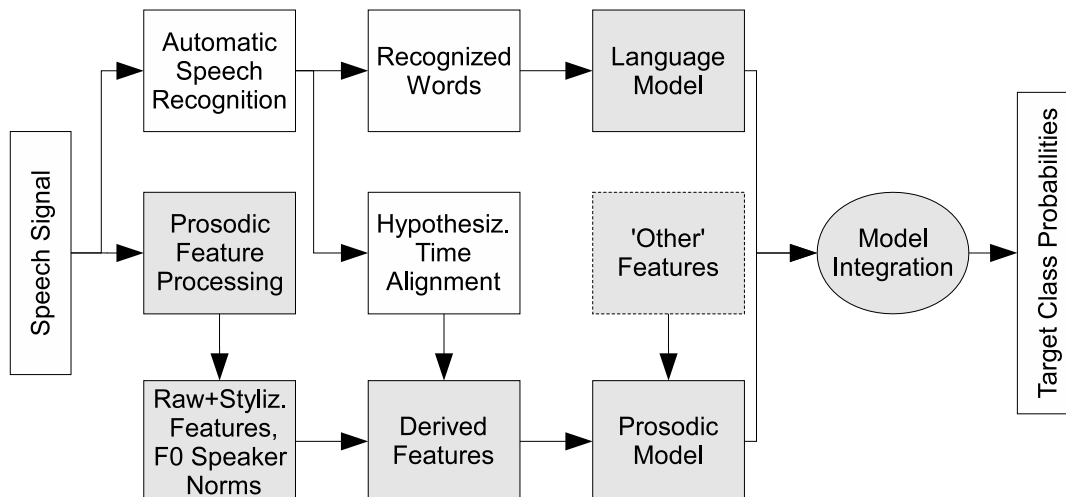 Speech Signal
Automatic
Speech
Recognition
Recognized
Words
Language
Model
Prosodic
Feature
Processing
Hypothesiz.
Time
Alignment
'Other'
Features
Model
Integration
Target Class Probabilities
Raw+Styliz.
Features,
F0 Speaker
Norms
Derived
Features
Prosodic
Model